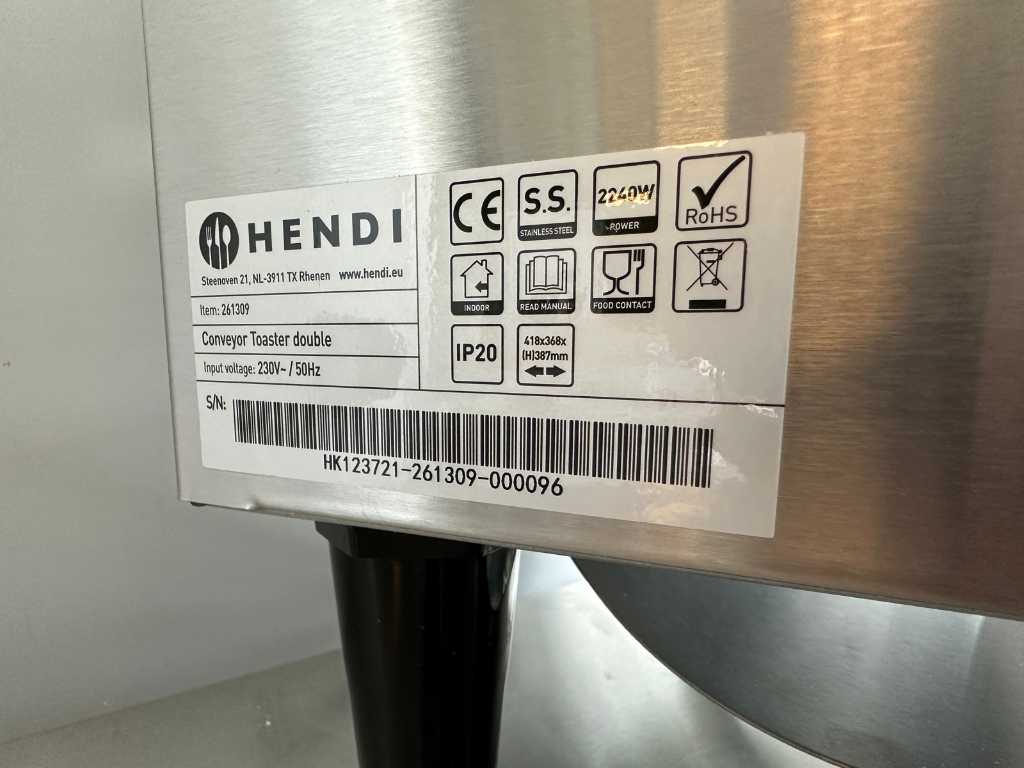 HENDI
Steenoven 21, NL-3911 TX Rhenen www.hendi.eu
Item: 261309
Conveyor Toaster double
Input voltage: 230V~ / 50Hz
CE
S.S.
STAINLESS STEEL
2240W
POWER
RoHS
INDOOR
READ MANUAL
FOOD CONTACT
IP20
418x368x
(H)387mm
S/N:
HK123721-261309-000096